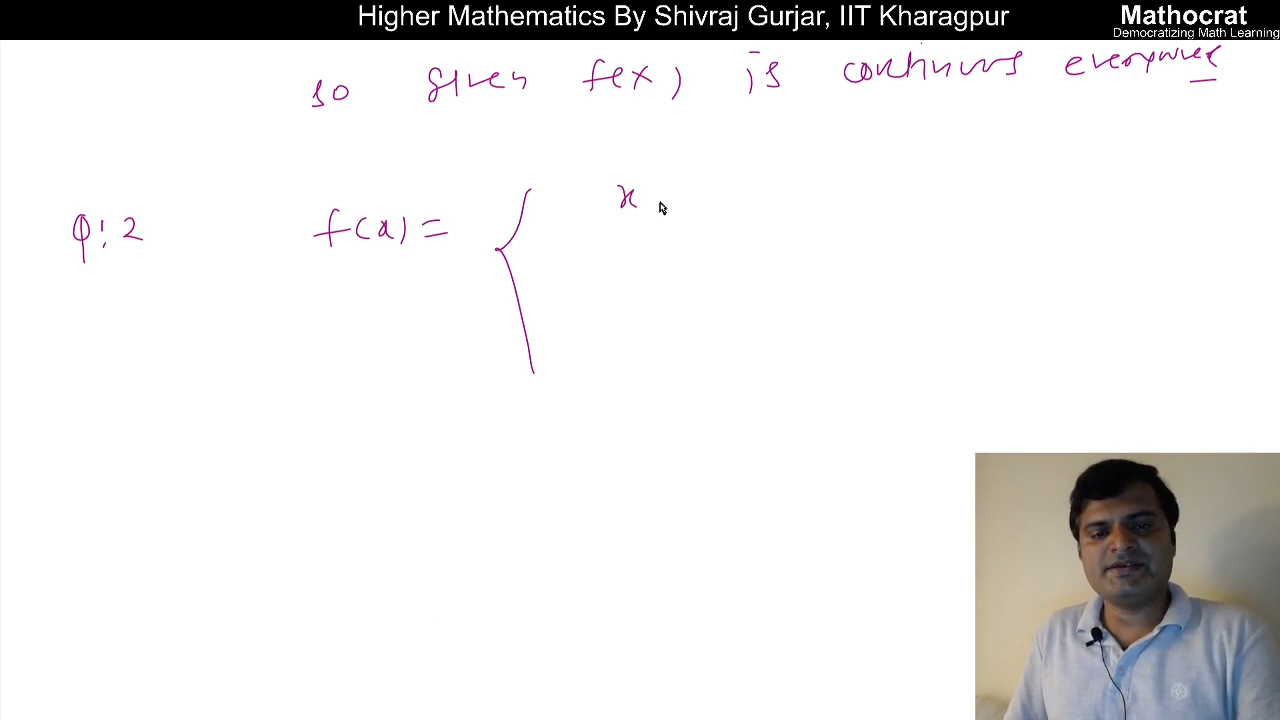 Higher Mathematics By Shivraj Gurjar, IIT Kharagpur
Mathocrat
Democratizing Math Learning
so given f(x) is continuous everywhere
Q:2 f(x) = { x